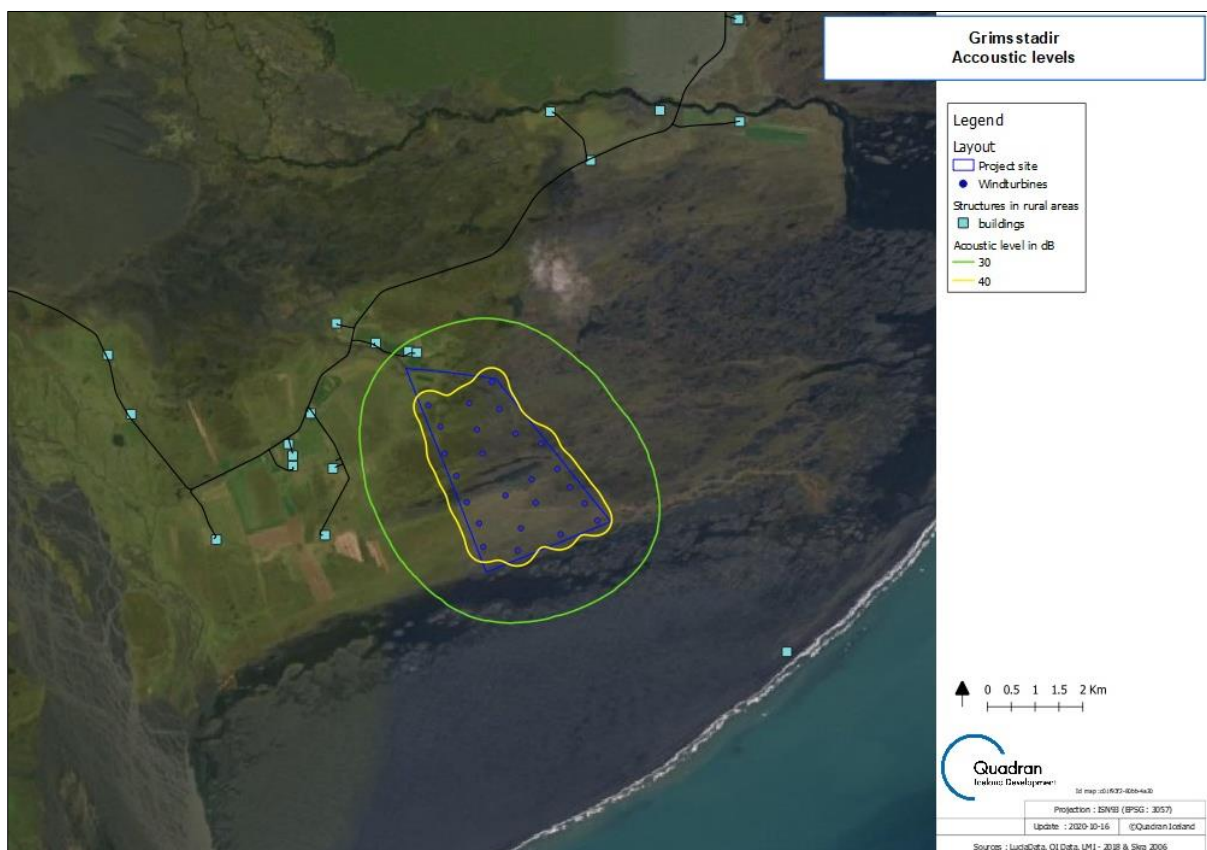 Grimsstadir
Accoustic levels
Legend
Layout
Project site
Windturbines
Structures in rural areas
buildings
Acoustic level in dB
30
40
0 0.5 1 1.5 2 Km
Quadran
Iceland Development
Projection : ISN93 (EPSG : 3057)
Update : 2020-10-16 ©Quadran Iceland
Sources : LuciaData, OI Data, LMI - 2018 & Skra 2006